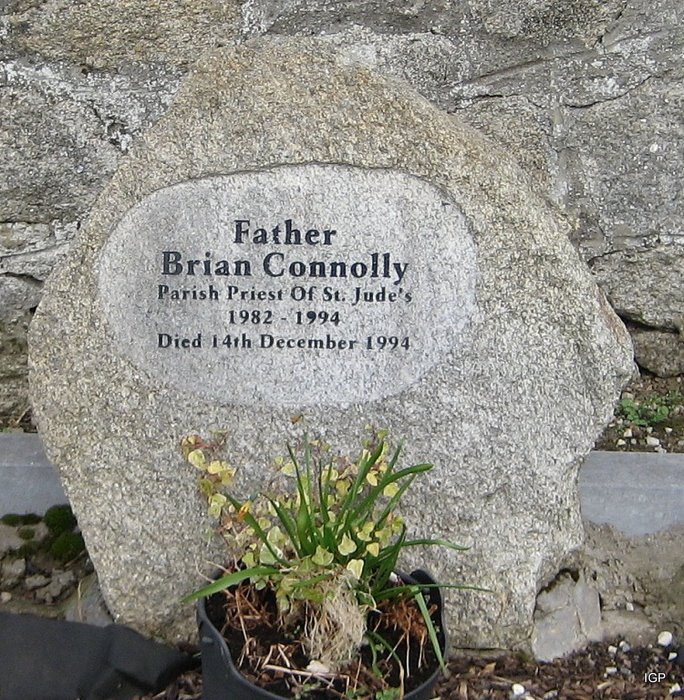 Father
Brian Connolly
Parish Priest Of St. Jude's
1982 - 1994
Died 14th December 1994
IGP